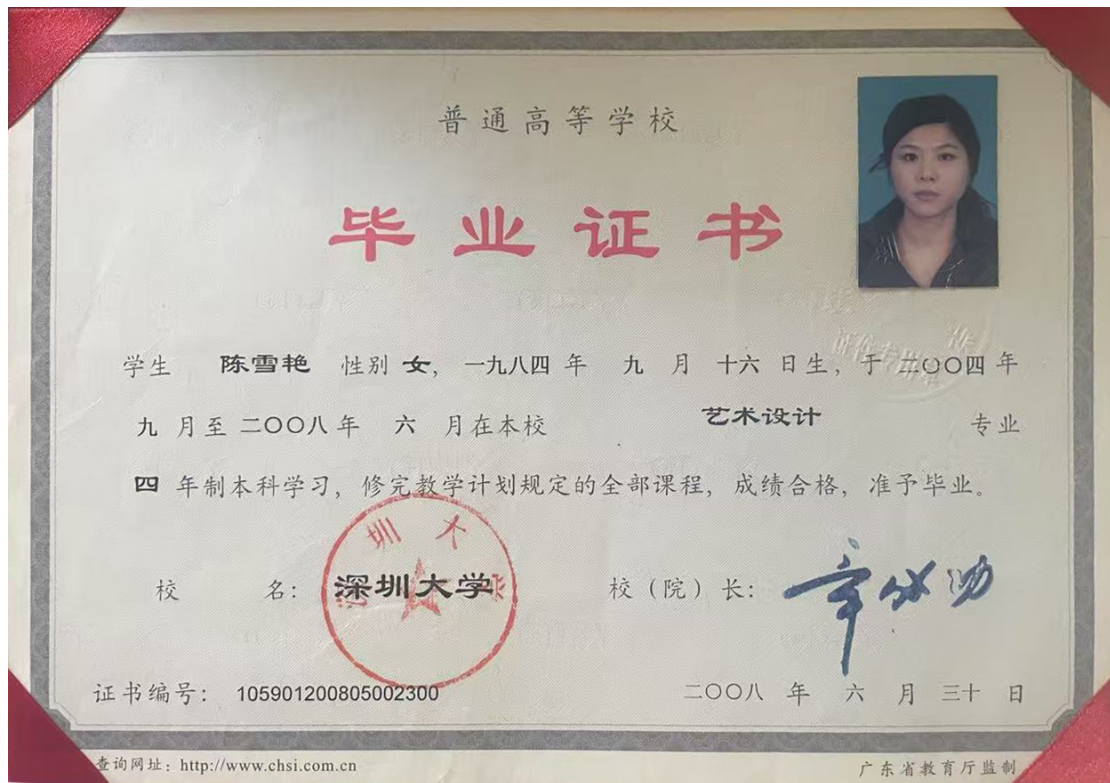 普通高等学校
毕业证书
学生 陈雪艳 性别 女，一九八四 年 九 月 十六 日生，于 二〇〇四 年
九 月至 二〇〇八 年 六 月在本校 艺术设计 专业
四 年制本科学习，修完教学计划规定的全部课程，成绩合格，准予毕业。
校 名：深圳大学 校（院）长：
证书编号：105901200805002300 二〇〇八 年 六 月 三十 日
查询网址：http://www.chsi.com.cn 广东省教育厅监制